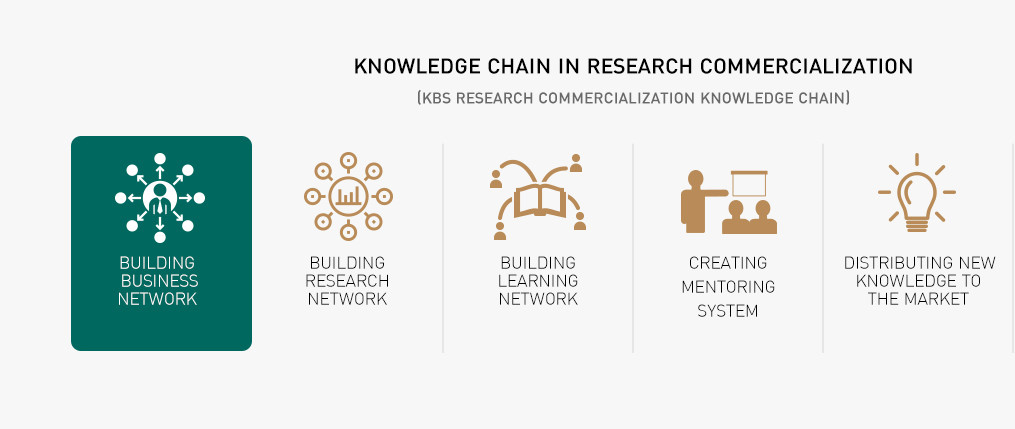 KNOWLEDGE CHAIN IN RESEARCH COMMERCIALIZATION
(KBS RESEARCH COMMERCIALIZATION KNOWLEDGE CHAIN)
BUILDING
BUSINESS
NETWORK
BUILDING
RESEARCH
NETWORK
BUILDING
LEARNING
NETWORK
CREATING
MENTORING
SYSTEM
DISTRIBUTING NEW
KNOWLEDGE TO
THE MARKET